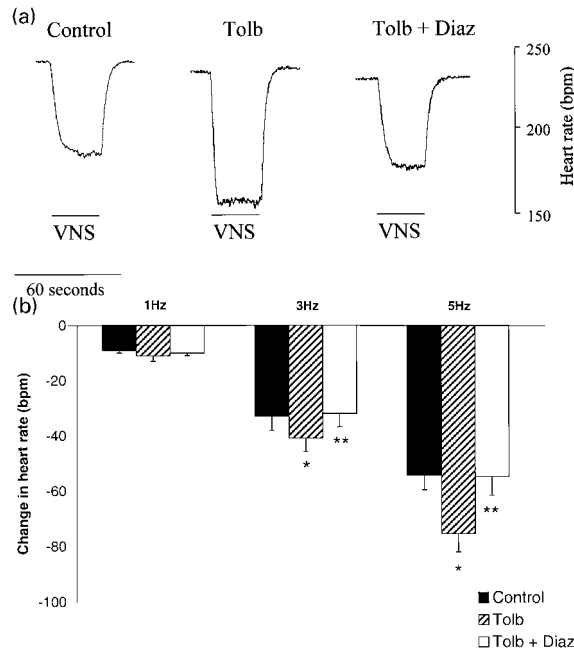 (a)
Control Tolb Tolb + Diaz
250
200
150
Heart rate (bpm)
VNS VNS VNS
60 seconds
(b)
1Hz 3Hz 5Hz
0
-20
-40
-60
-80
-100
Change in heart rate (bpm)
* ** * **
Control
Tolb
Tolb + Diaz